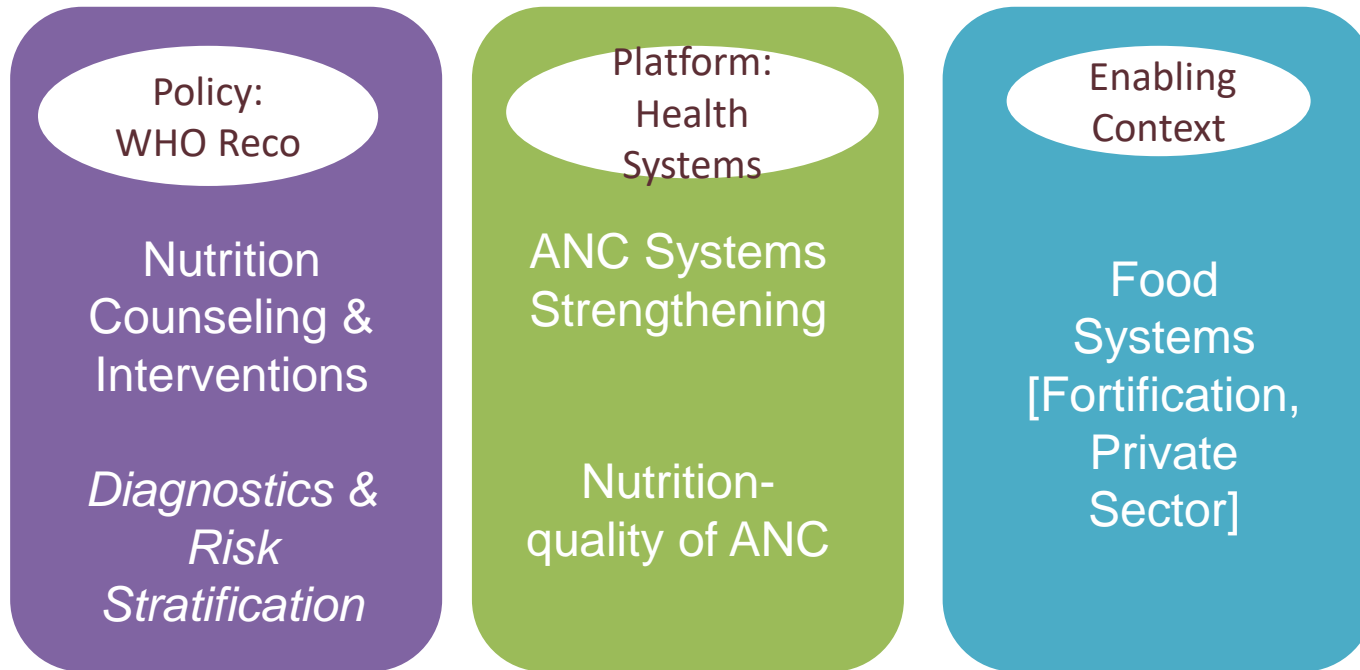 Policy:
WHO Reco
Nutrition
Counseling &
Interventions
Diagnostics &
Risk
Stratification
Platform:
Health
Systems
ANC Systems
Strengthening
Nutrition-
quality of ANC
Enabling
Context
Food
Systems
[Fortification,
Private
Sector]